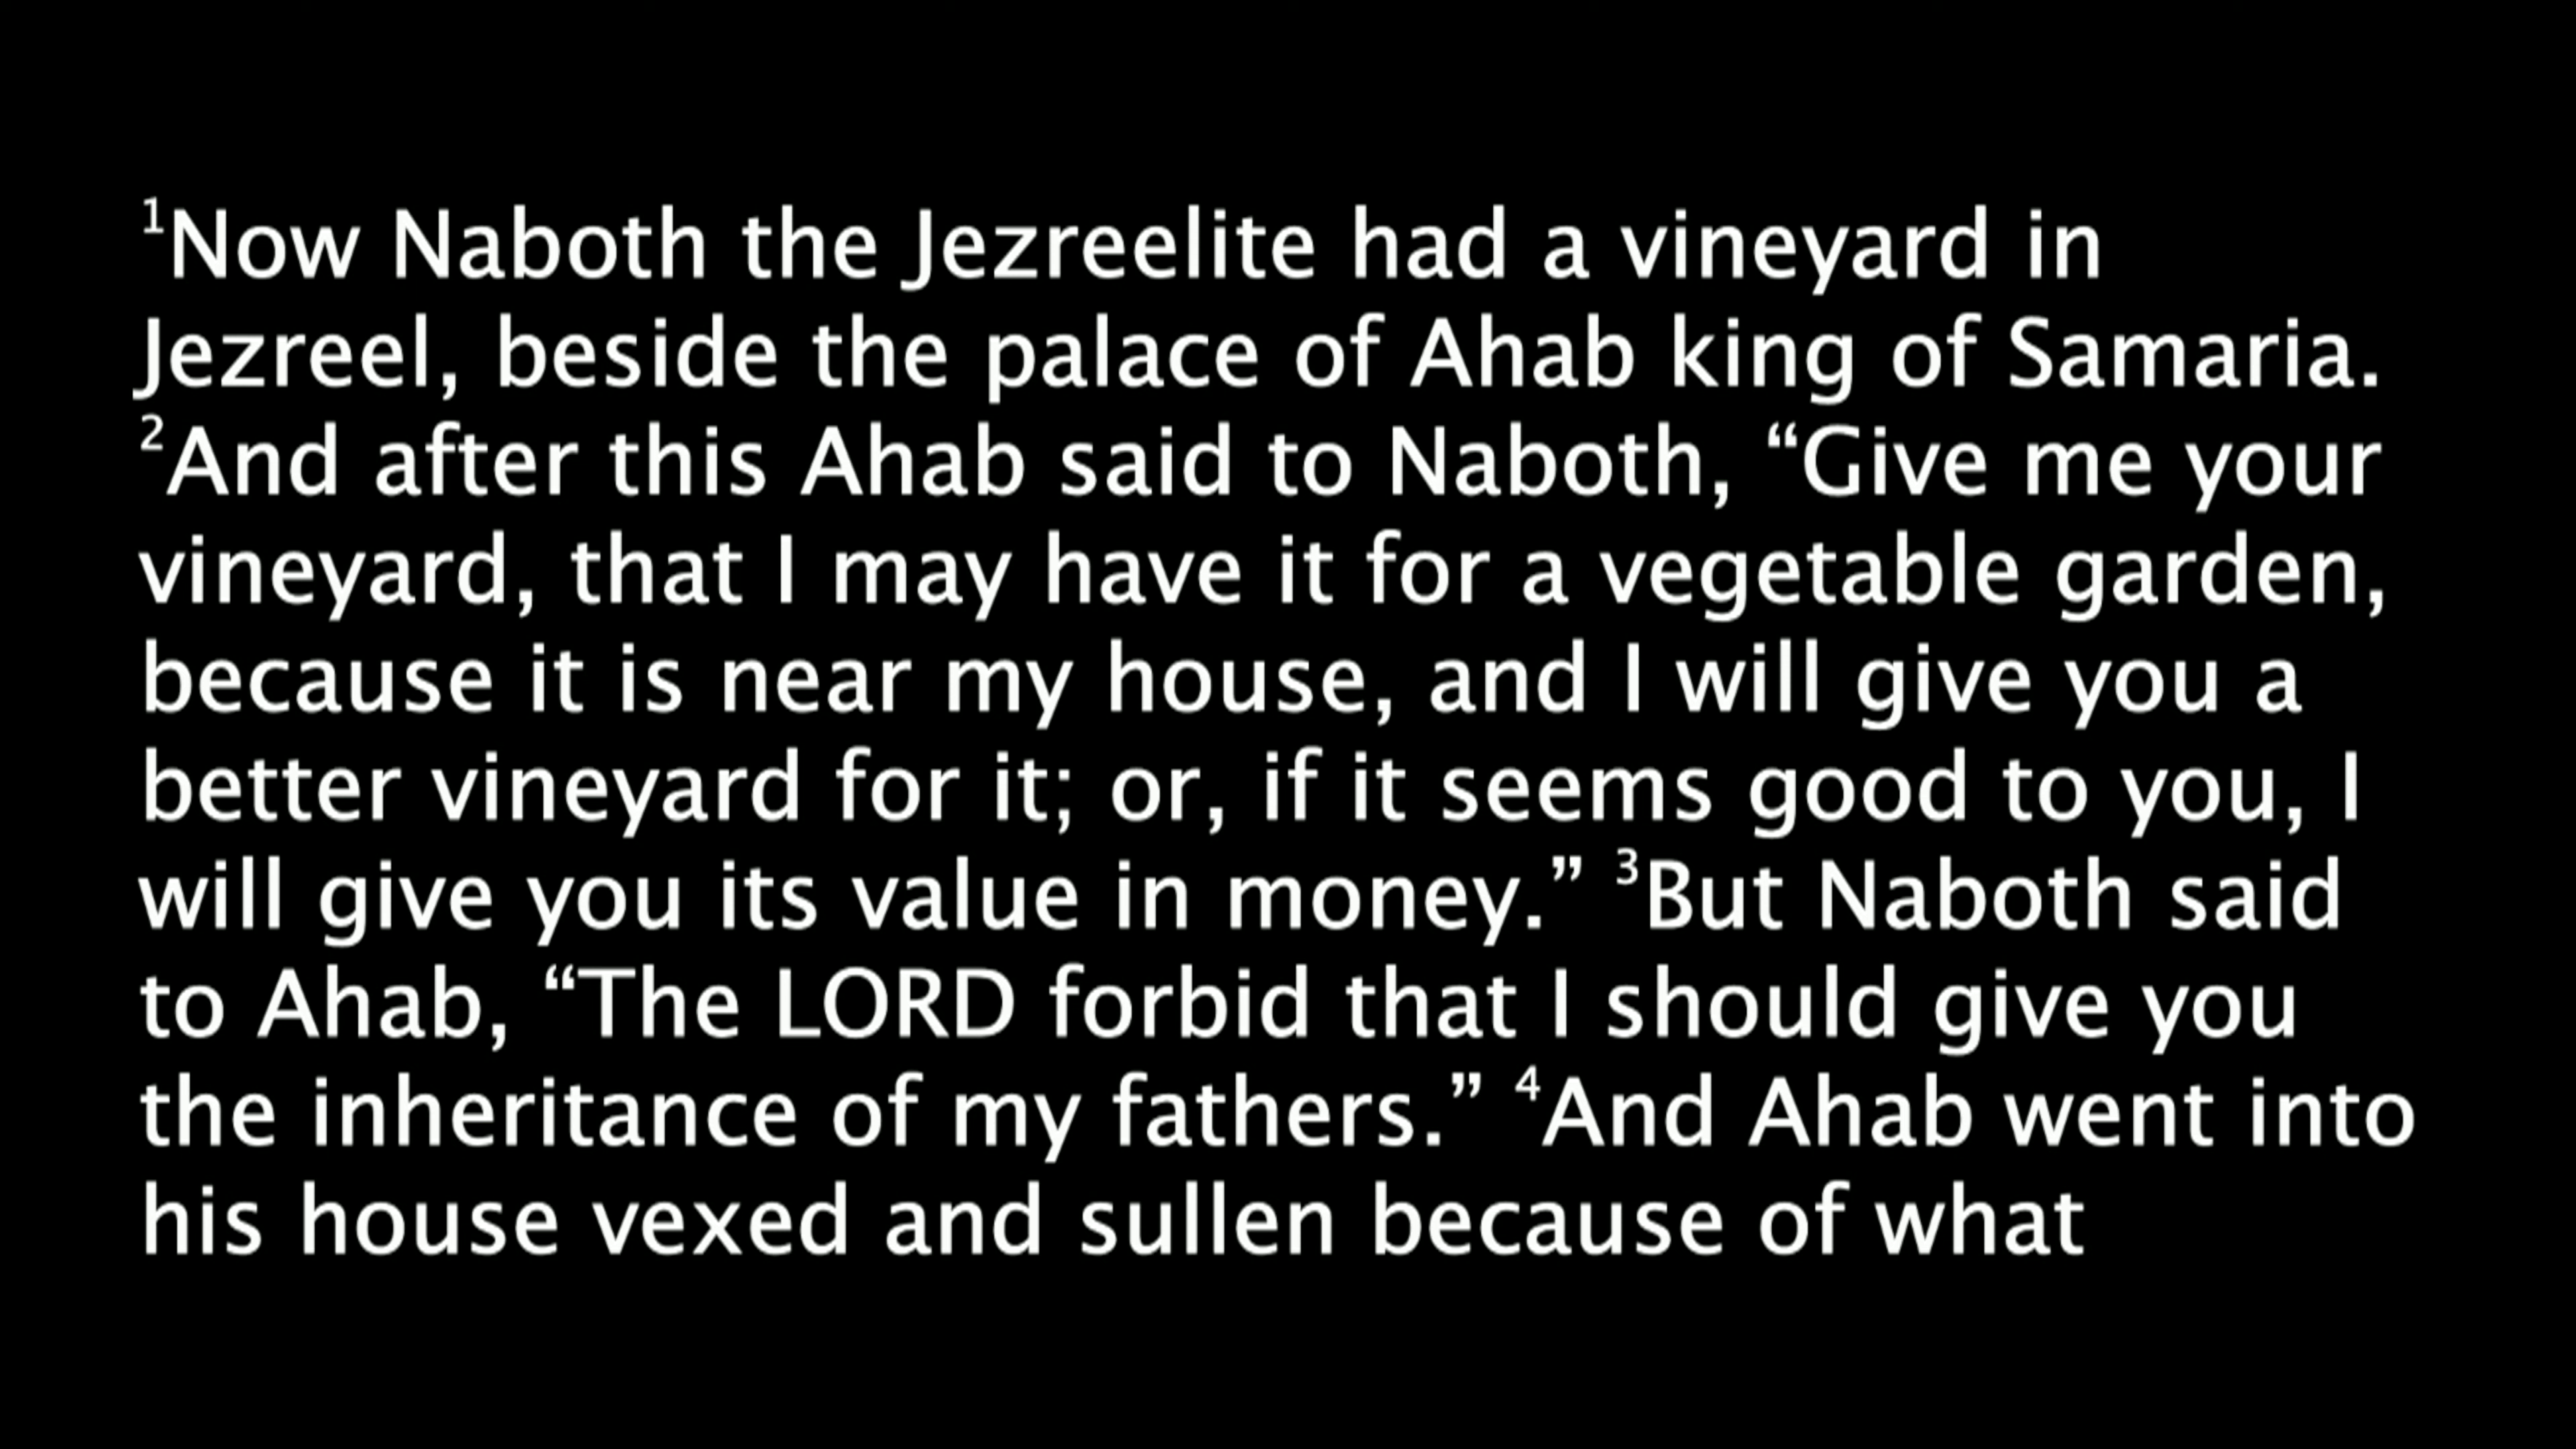 ¹Now Naboth the Jezreelite had a vineyard in
Jezreel, beside the palace of Ahab king of Samaria.
²And after this Ahab said to Naboth, “Give me your
vineyard, that I may have it for a vegetable garden,
because it is near my house, and I will give you a
better vineyard for it; or, if it seems good to you, I
will give you its value in money.” ³But Naboth said
to Ahab, “The LORD forbid that I should give you
the inheritance of my fathers.” ⁴And Ahab went into
his house vexed and sullen because of what